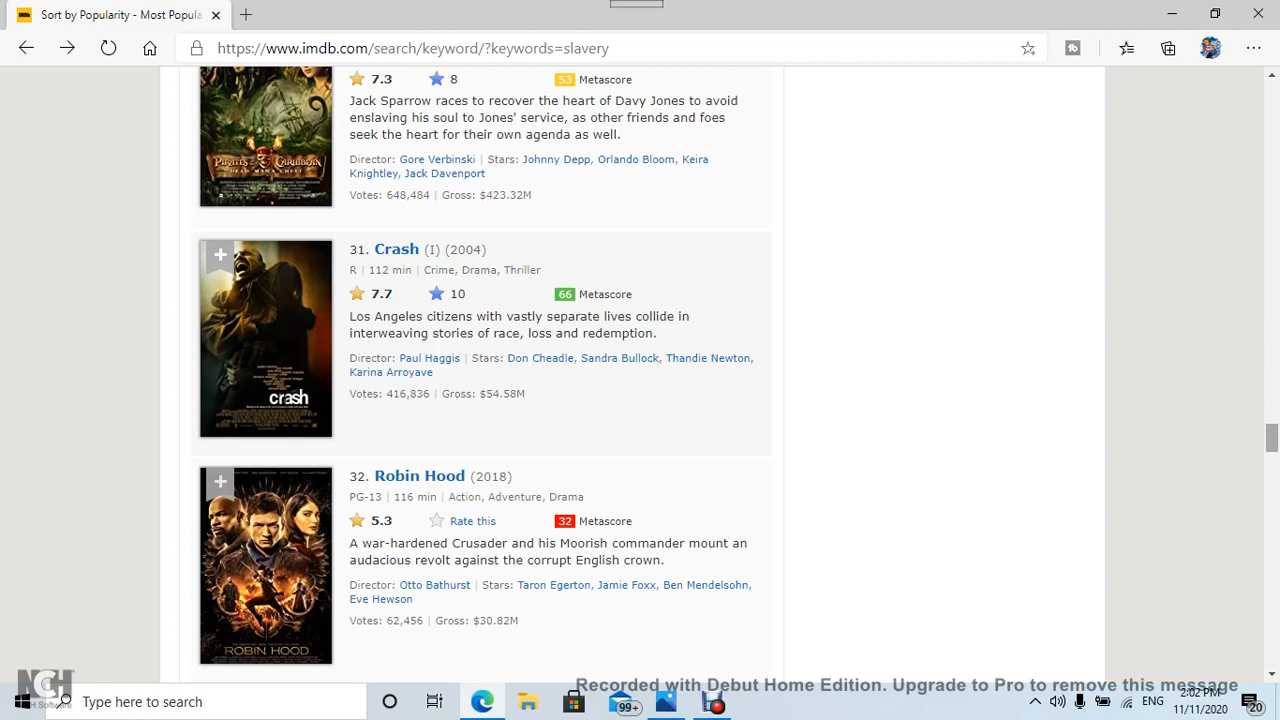 Sort by Popularity - Most Popula
https://www.imdb.com/search/keyword/?keywords=slavery
7.3 8 53 Metascore
Jack Sparrow races to recover the heart of Davy Jones to avoid
enslaving his soul to Jones' service, as other friends and foes
seek the heart for their own agenda as well.
Director: Gore Verbinski | Stars: Johnny Depp, Orlando Bloom, Keira
Knightley, Jack Davenport
Votes: 648,484 | Gross: $423.32M
PIRATES of the CARIBBEAN
DEAD MAN'S CHEST
31. Crash (I) (2004)
R | 112 min | Crime, Drama, Thriller
7.7 10 66 Metascore
Los Angeles citizens with vastly separate lives collide in
interweaving stories of race, loss and redemption.
Director: Paul Haggis | Stars: Don Cheadle, Sandra Bullock, Thandie Newton,
Karina Arroyave
Votes: 416,836 | Gross: $54.58M
crash
32. Robin Hood (2018)
PG-13 | 116 min | Action, Adventure, Drama
5.3 Rate this 32 Metascore
A war-hardened Crusader and his Moorish commander mount an
audacious revolt against the corrupt English crown.
Director: Otto Bathurst | Stars: Taron Egerton, Jamie Foxx, Ben Mendelsohn,
Eve Hewson
Votes: 62,456 | Gross: $30.82M
ROBIN HOOD
NCH Software
Recorded with Debut Home Edition. Upgrade to Pro to remove this message
Type here to search
99+
ENG
2:02 PM
11/11/2020
20